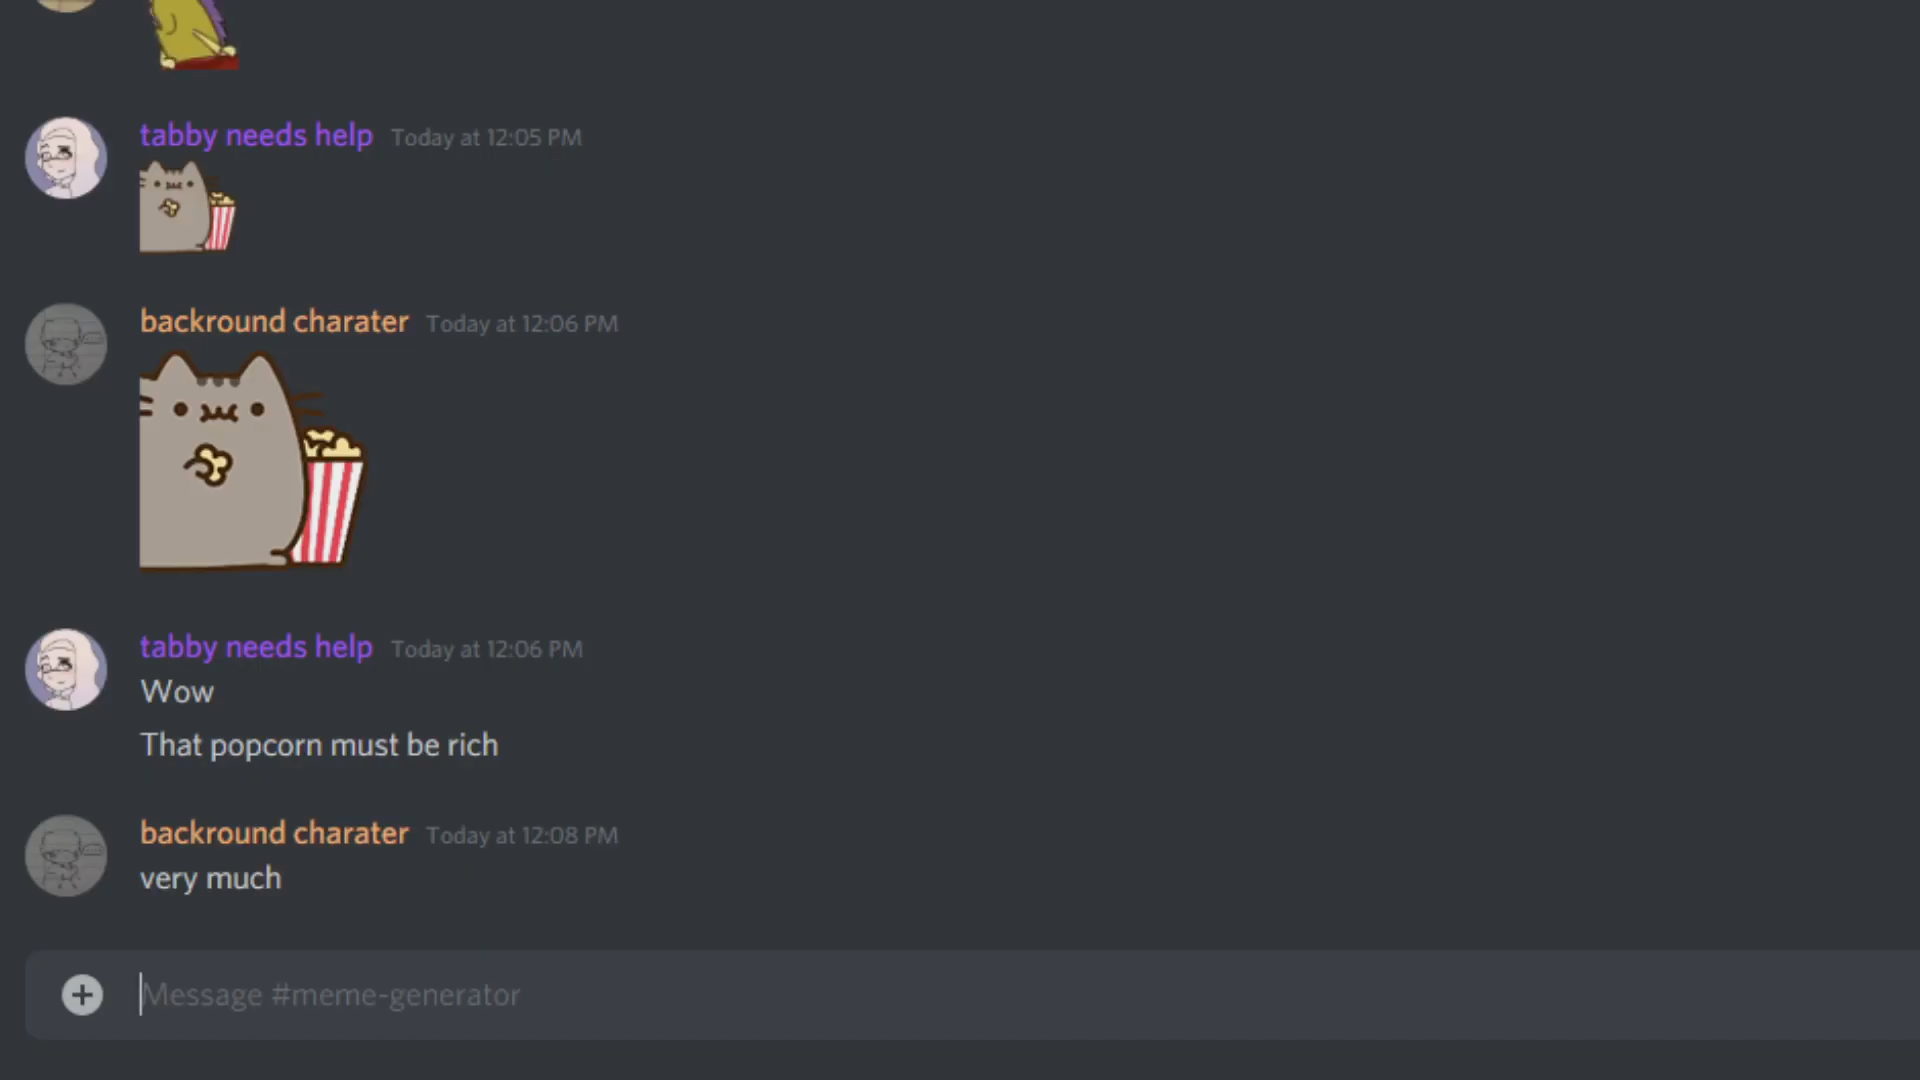 tabby needs help Today at 12:05 PM
backround charater Today at 12:06 PM
tabby needs help Today at 12:06 PM
Wow
That popcorn must be rich
backround charater Today at 12:08 PM
very much
Message #meme-generator